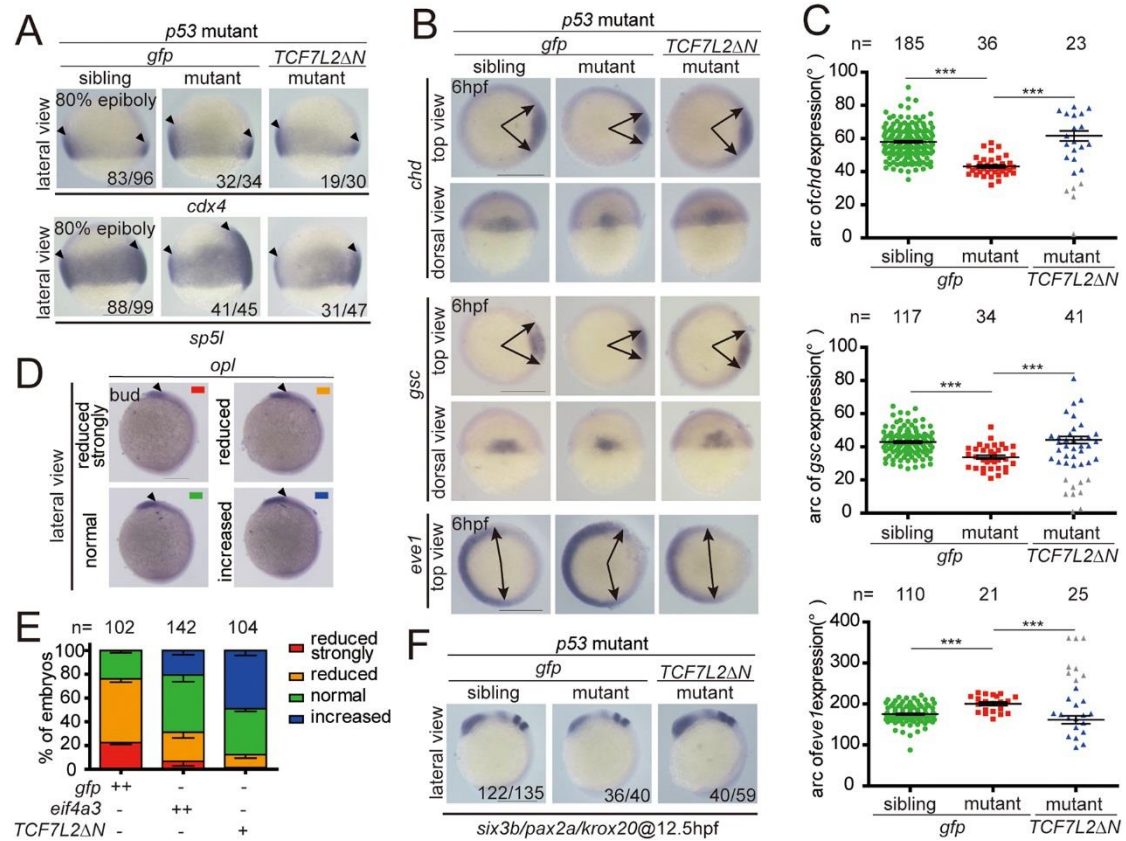 A
p53 mutant
gfp
TCF7L2ΔN
sibling
mutant
mutant
80% epiboly
lateral view
83/96
32/34
19/30
cdx4
80% epiboly
lateral view
88/99
41/45
31/47
sp5l
B
p53 mutant
gfp
TCF7L2ΔN
sibling
mutant
mutant
6hpf
top view
chd
dorsal view
6hpf
top view
gsc
dorsal view
6hpf
eve1
top view
C
n= 185 36 23
***
***
arc of chd expression(°)
100
80
60
40
20
0
sibling
mutant
mutant
gfp
TCF7L2ΔN
n= 117 34 41
***
***
arc of gsc expression(°)
100
80
60
40
20
0
sibling
mutant
mutant
gfp
TCF7L2ΔN
n= 110 21 25
***
***
arc of eve1expression(°)
400
300
200
100
0
sibling
mutant
mutant
gfp
TCF7L2ΔN
D
opl
bud
lateral view
reduced
strongly
reduced
normal
increased
E
n= 102 142 104
% of embryos
100
80
60
40
20
0
reduced
strongly
reduced
normal
increased
gfp ++ - -
eif4a3 - ++ -
TCF7L2ΔN - - +
F
p53 mutant
gfp
TCF7L2ΔN
sibling
mutant
mutant
lateral view
122/135
36/40
40/59
six3b/pax2a/krox20@12.5hpf